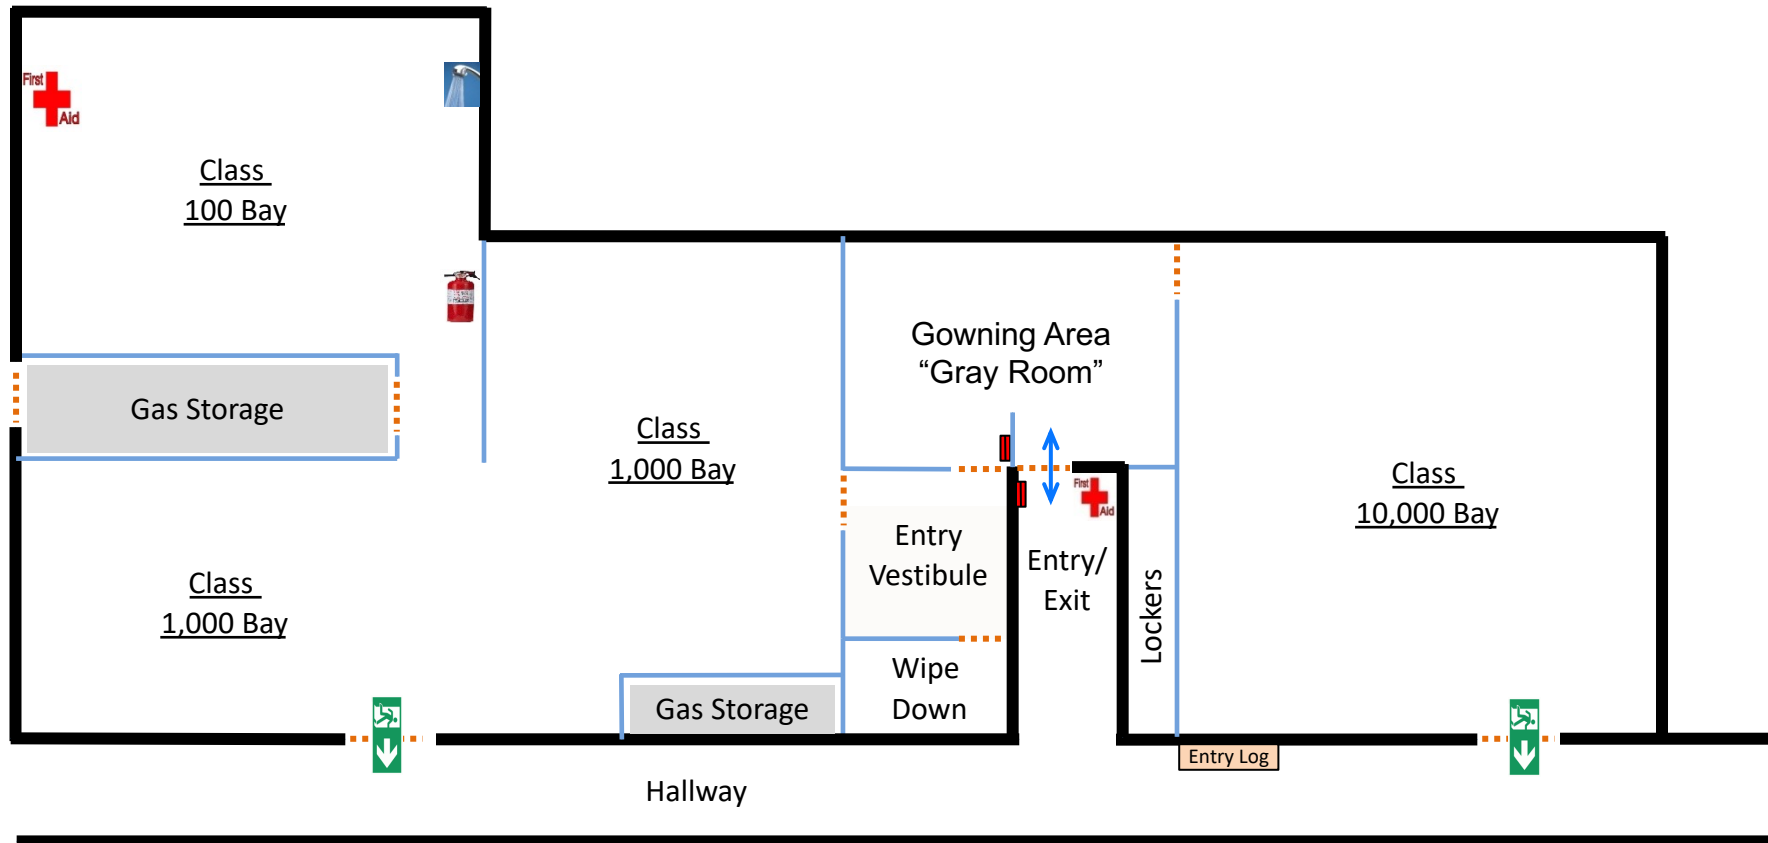 First
Aid
Class
100 Bay
Gas Storage
Class
1,000 Bay
Class
1,000 Bay
Gas Storage
Gowning Area
“Gray Room”
Entry
Vestibule
Wipe
Down
First
Aid
Entry/
Exit
Lockers
Class
10,000 Bay
Entry Log
Hallway